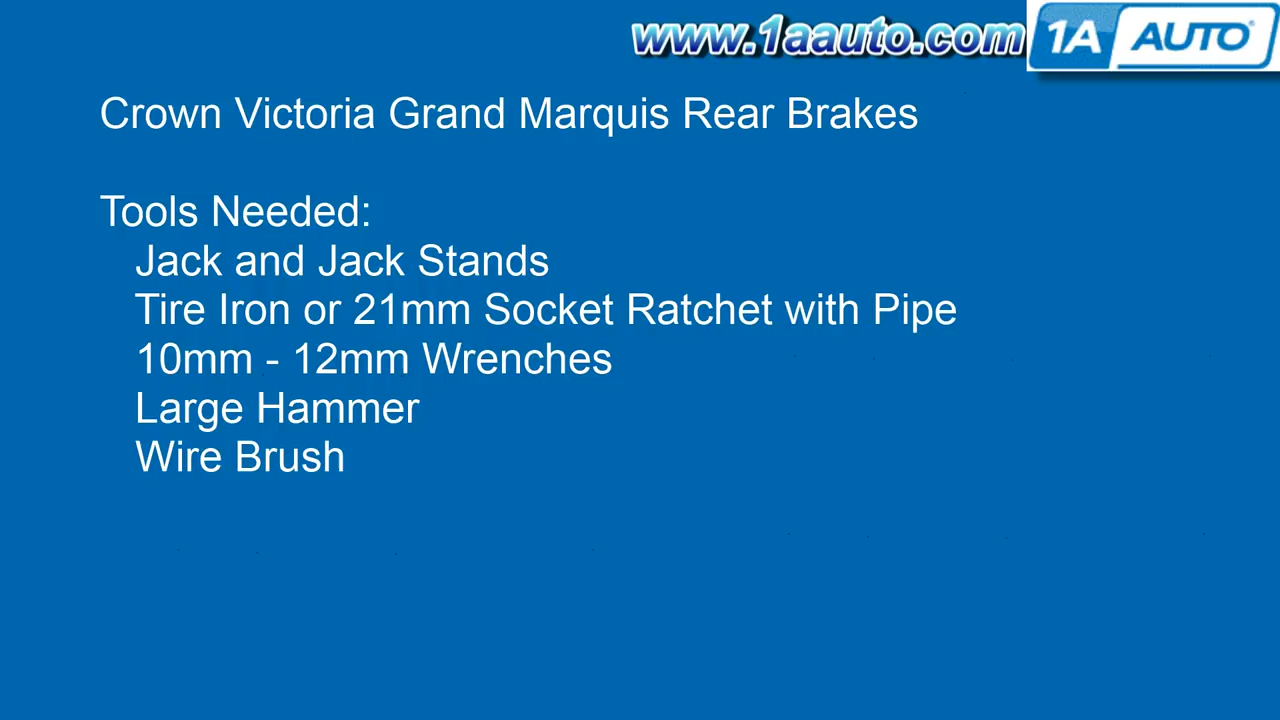 www.1aauto.com 1A AUTO
Crown Victoria Grand Marquis Rear Brakes
Tools Needed:
Jack and Jack Stands
Tire Iron or 21mm Socket Ratchet with Pipe
10mm - 12mm Wrenches
Large Hammer
Wire Brush